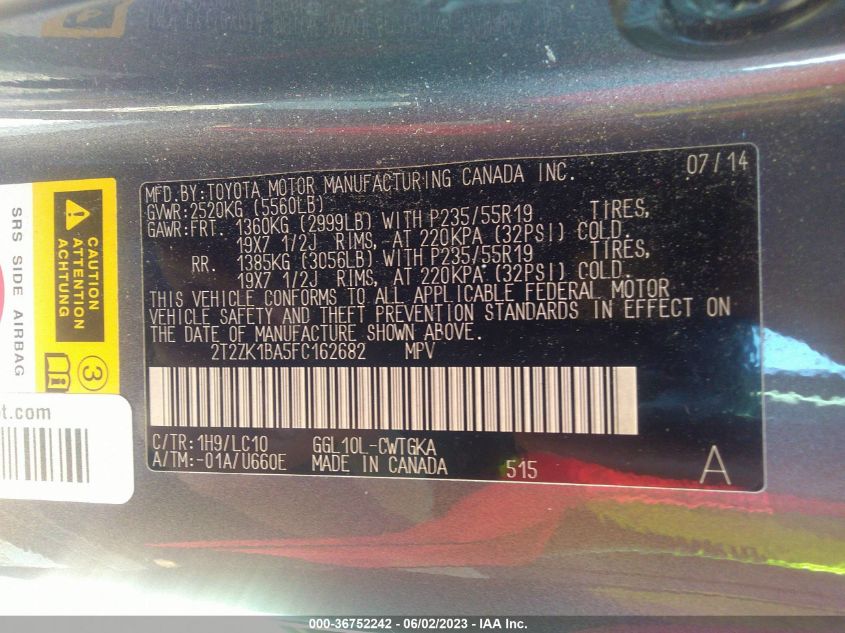 MFD.BY:TOYOTA MOTOR MANUFACTURING CANADA INC. 07/14
GVWR:2520KG (5560LB)
GAWR:FRT. 1360KG (2999LB) WITH P235/55R19 TIRES,
19X7 1/2J RIMS, AT 220KPA (32PSI) COLD.
RR. 1385KG (3056LB) WITH P235/55R19 TIRES,
19X7 1/2J RIMS, AT 220KPA (32PSI) COLD.
THIS VEHICLE CONFORMS TO ALL APPLICABLE FEDERAL MOTOR
VEHICLE SAFETY AND THEFT PREVENTION STANDARDS IN EFFECT ON
THE DATE OF MANUFACTURE SHOWN ABOVE.
2T2ZK1BA5FC162682 MPV
C/TR:1H9/LC10 GGL10L-CWTGKA
A/TM:-01A/U660E MADE IN CANADA 515 A
SRS SIDE AIRBAG
CAUTION
ATTENTION
ACHTUNG
3
ot.com
000-36752242 - 06/02/2023 - IAA Inc.